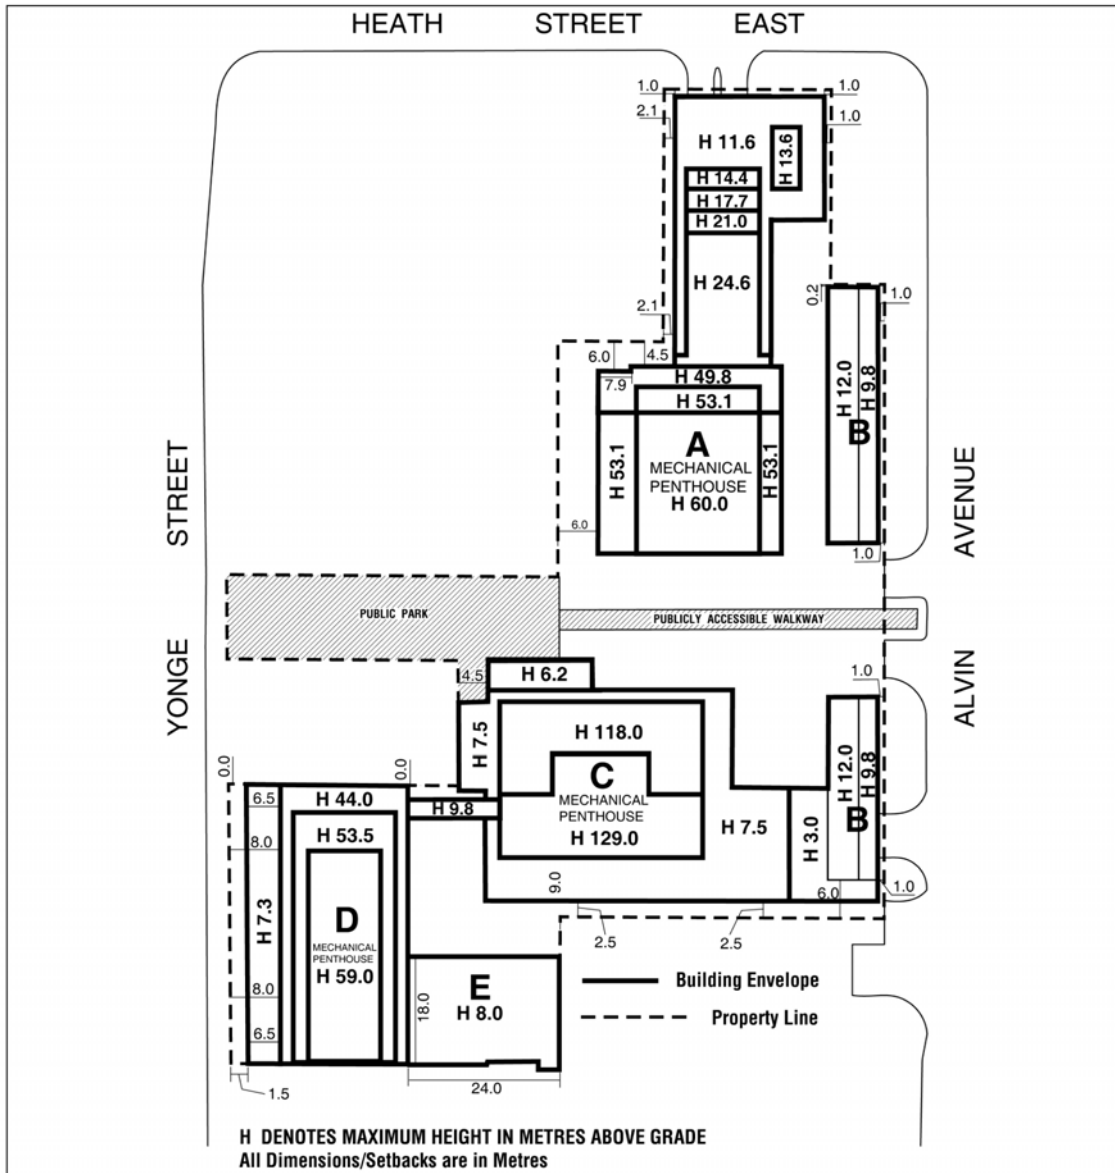 HEATH STREET EAST
1.0
1.0
2.1
1.0
H 11.6
H 13.6
H 14.4
H 17.7
H 21.0
H 24.6
0.2
1.0
2.1
6.0
4.5
7.9
H 49.8
H 53.1
H 12.0
H 9.8
B
A
MECHANICAL
PENTHOUSE
H 60.0
H 53.1
H 53.1
6.0
1.0
STREET
AVENUE
PUBLIC PARK
PUBLICLY ACCESSIBLE WALKWAY
YONGE
ALVIN
4.5
H 6.2
1.0
H 7.5
H 118.0
C
MECHANICAL
PENTHOUSE
H 129.0
H 12.0
H 9.8
B
0.0
0.0
6.5
H 44.0
H 9.8
H 7.5
H 3.0
8.0
H 53.5
9.0
6.0
1.0
H 7.3
D
MECHANICAL
PENTHOUSE
H 59.0
2.5
2.5
8.0
6.5
E
H 8.0
18.0
24.0
1.5
Building Envelope
Property Line
H DENOTES MAXIMUM HEIGHT IN METRES ABOVE GRADE
All Dimensions/Setbacks are in Metres